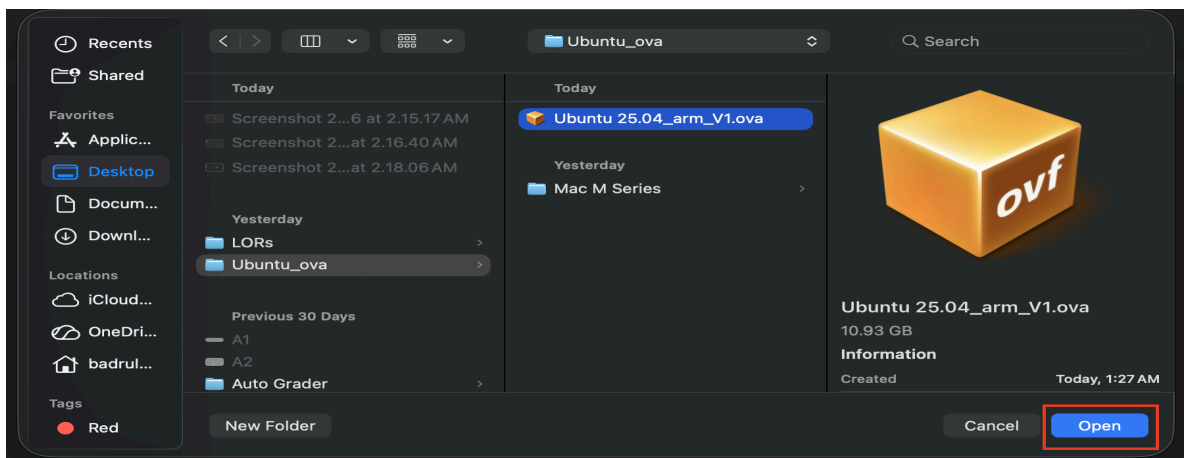 Recents
Shared
Favorites
Applic...
Desktop
Docum...
Downl...
Locations
iCloud...
OneDri...
badrul...
Tags
Red
Ubuntu_ova
Search
Today
Screenshot 2...6 at 2.15.17 AM
Screenshot 2...at 2.16.40 AM
Screenshot 2...at 2.18.06 AM
Yesterday
LORs
Ubuntu_ova
Previous 30 Days
A1
A2
Auto Grader
Today
Ubuntu 25.04_arm_V1.ova
Yesterday
Mac M Series
ovf
Ubuntu 25.04_arm_V1.ova
10.93 GB
Information
Created Today, 1:27 AM
New Folder
Cancel
Open